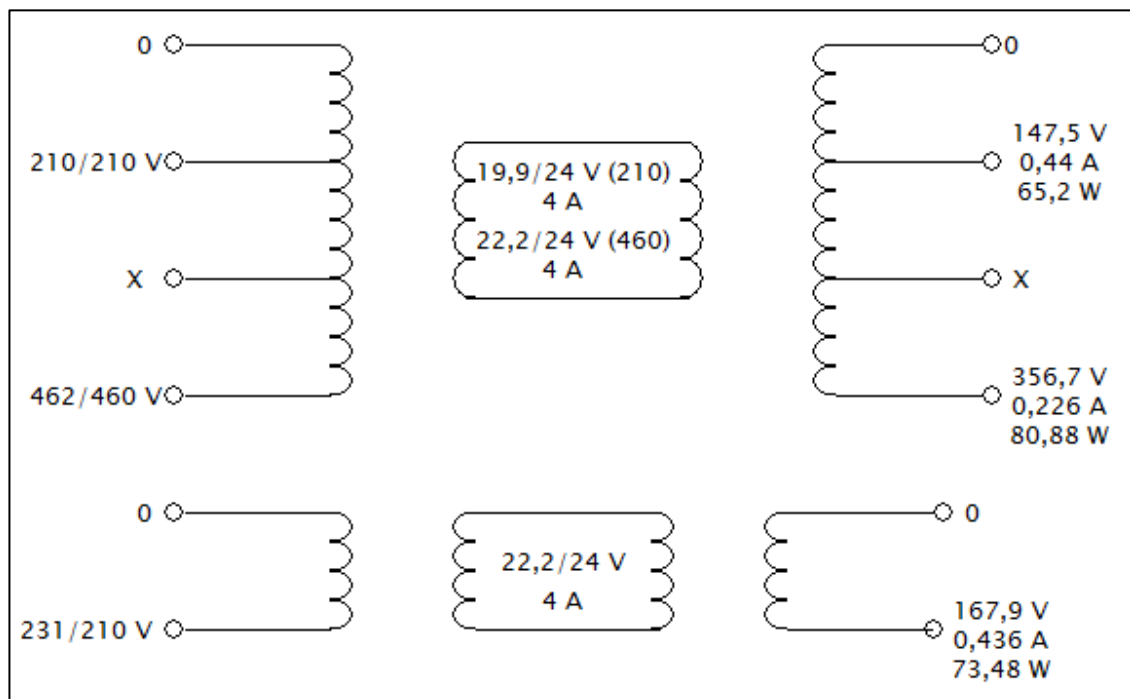 0
0
210/210 V
19,9/24 V (210)
4 A
22,2/24 V (460)
4 A
147,5 V
0,44 A
65,2 W
X
X
462/460 V
356,7 V
0,226 A
80,88 W
0
0
22,2/24 V
4 A
231/210 V
167,9 V
0,436 A
73,48 W